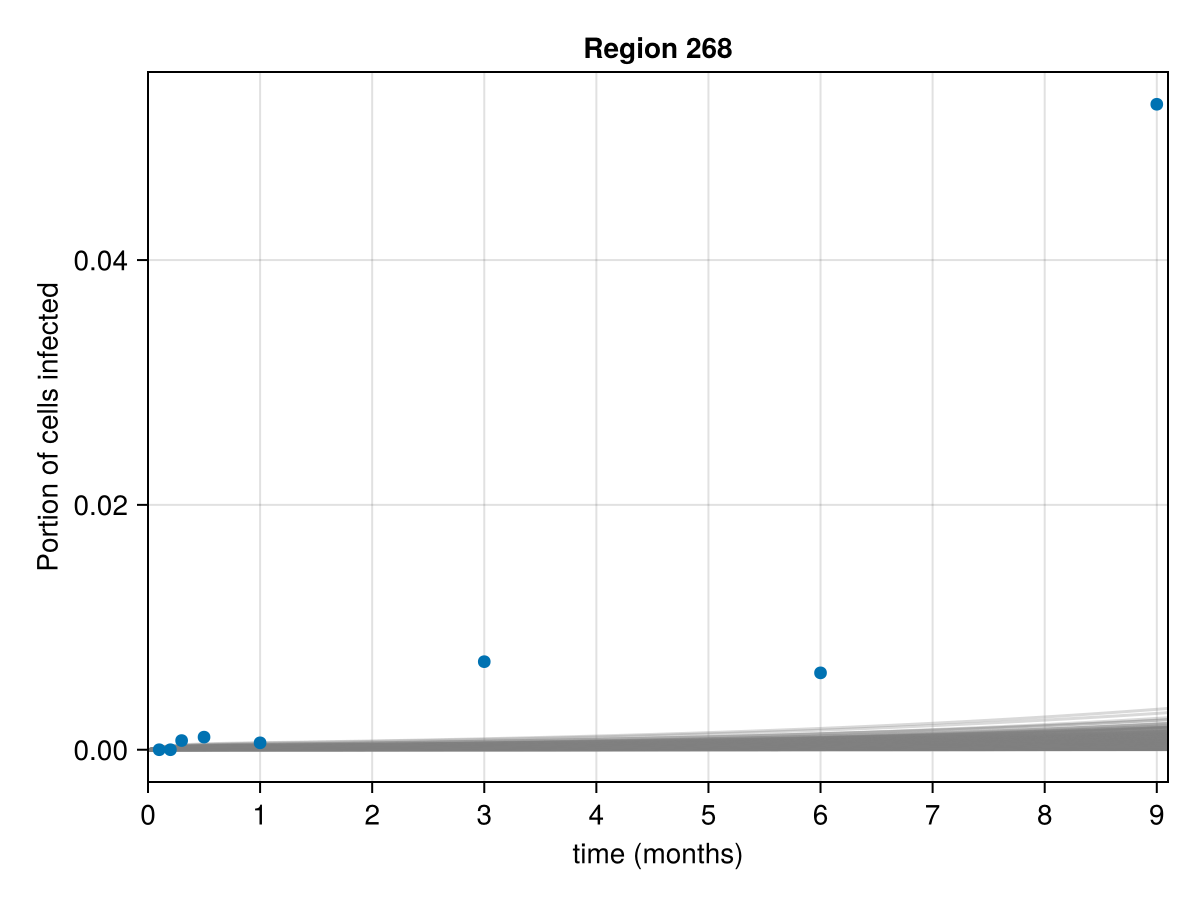 Region 268
Portion of cells infected
0.04
0.02
0.00
0 1 2 3 4 5 6 7 8 9
time (months)